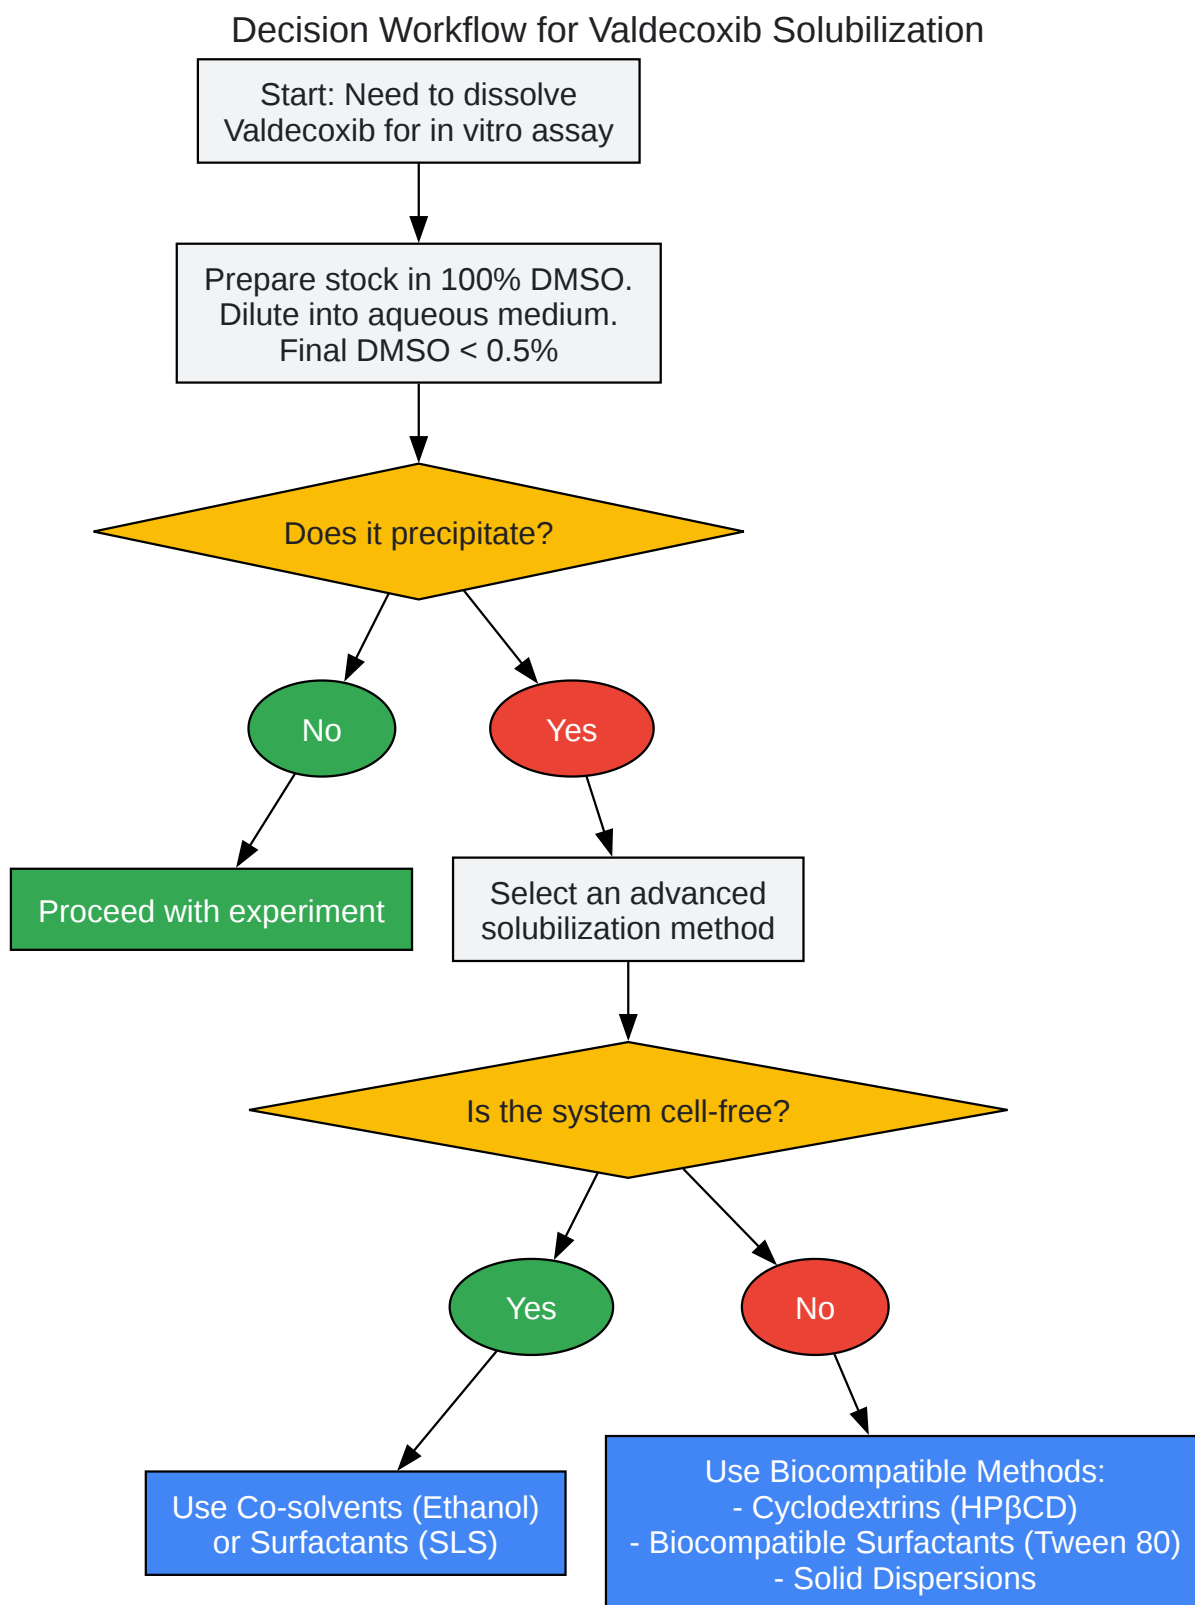 Decision Workflow for Valdecoxib Solubilization
Start: Need to dissolve
Valdecoxib for in vitro assay
Prepare stock in 100% DMSO.
Dilute into aqueous medium.
Final DMSO < 0.5%
Does it precipitate?
No
Yes
Proceed with experiment
Select an advanced
solubilization method
Is the system cell-free?
Yes
No
Use Co-solvents (Ethanol)
or Surfactants (SLS)
Use Biocompatible Methods:
- Cyclodextrins (HPβCD)
- Biocompatible Surfactants (Tween 80)
- Solid Dispersions